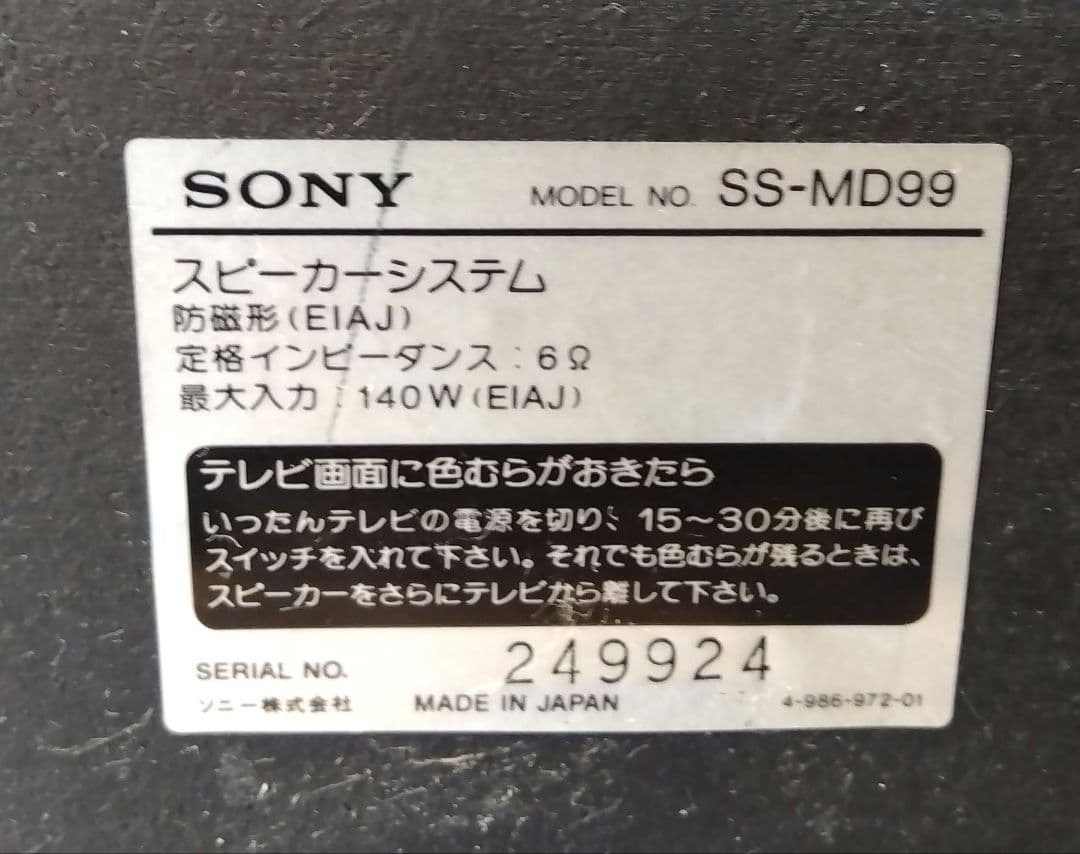 SONY MODEL NO. SS-MD99
スピーカーシステム
防磁形(EIAJ)
定格インピーダンス：6Ω
最大入力：140W(EIAJ)
テレビ画面に色むらがおきたら
いったんテレビの電源を切り、15〜30分後に再び
スイッチを入れて下さい。それでも色むらが残るときは、
スピーカーをさらにテレビから離して下さい。
SERIAL NO. 249924
ソニー株式会社 MADE IN JAPAN 4-986-972-01